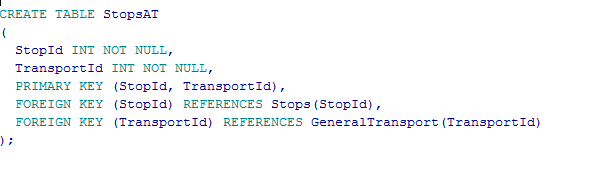 CREATE TABLE StopsAT
(
StopId INT NOT NULL,
TransportId INT NOT NULL,
PRIMARY KEY (StopId, TransportId),
FOREIGN KEY (StopId) REFERENCES Stops(StopId),
FOREIGN KEY (TransportId) REFERENCES GeneralTransport(TransportId)
);